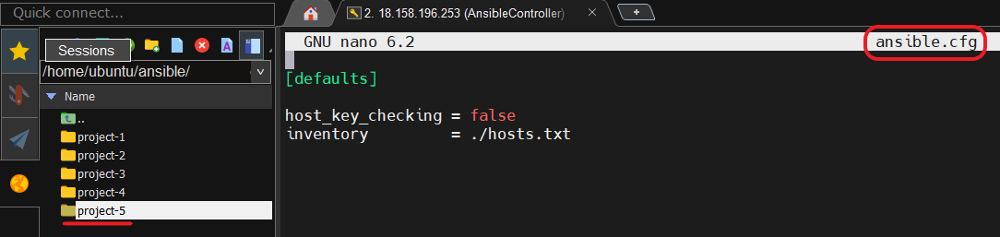 Quick connect...
2. 18.158.196.253 (AnsibleController)
Sessions
/home/ubuntu/ansible/
Name
..
project-1
project-2
project-3
project-4
project-5
GNU nano 6.2 ansible.cfg
[defaults]
host_key_checking = false
inventory = ./hosts.txt